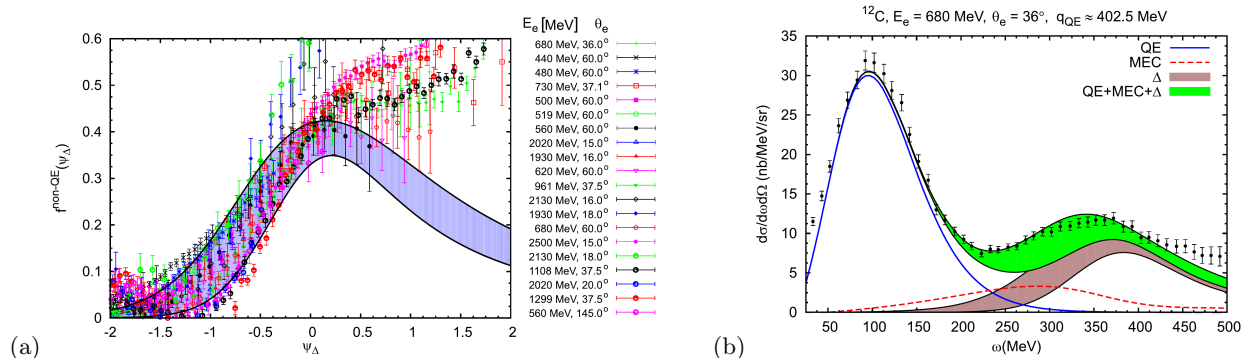 E_e [MeV] θ_e
680 MeV, 36.0°
440 MeV, 60.0°
480 MeV, 60.0°
730 MeV, 37.1°
500 MeV, 60.0°
519 MeV, 60.0°
560 MeV, 60.0°
2020 MeV, 15.0°
1930 MeV, 16.0°
620 MeV, 60.0°
961 MeV, 37.5°
2130 MeV, 16.0°
1930 MeV, 18.0°
680 MeV, 60.0°
2500 MeV, 15.0°
2130 MeV, 18.0°
1108 MeV, 37.5°
2020 MeV, 20.0°
1299 MeV, 37.5°
560 MeV, 145.0°
f^non-QE(ψ_Δ)
0.6
0.5
0.4
0.3
0.2
0.1
0
-2 -1.5 -1 -0.5 0 0.5 1 1.5 2
ψ_Δ
(a)
¹²C, E_e = 680 MeV, θ_e = 36°, q_QE ≈ 402.5 MeV
QE
MEC
Δ
QE+MEC+Δ
dσ/dωdΩ (nb/MeV/sr)
35
30
25
20
15
10
5
0
50 100 150 200 250 300 350 400 450 500
ω(MeV)
(b)